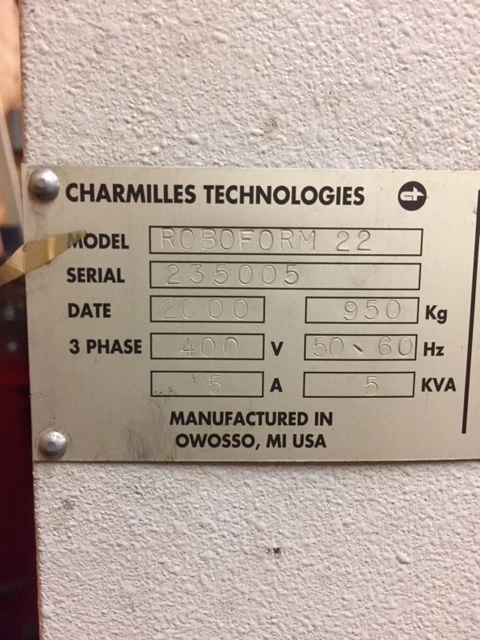 CHARMILLES TECHNOLOGIES
MODEL ROBOFORM 22
SERIAL 235005
DATE 2000 950 Kg
3 PHASE 400 V 50 - 60 Hz
5 A 5 KVA
MANUFACTURED IN
OWOSSO, MI USA